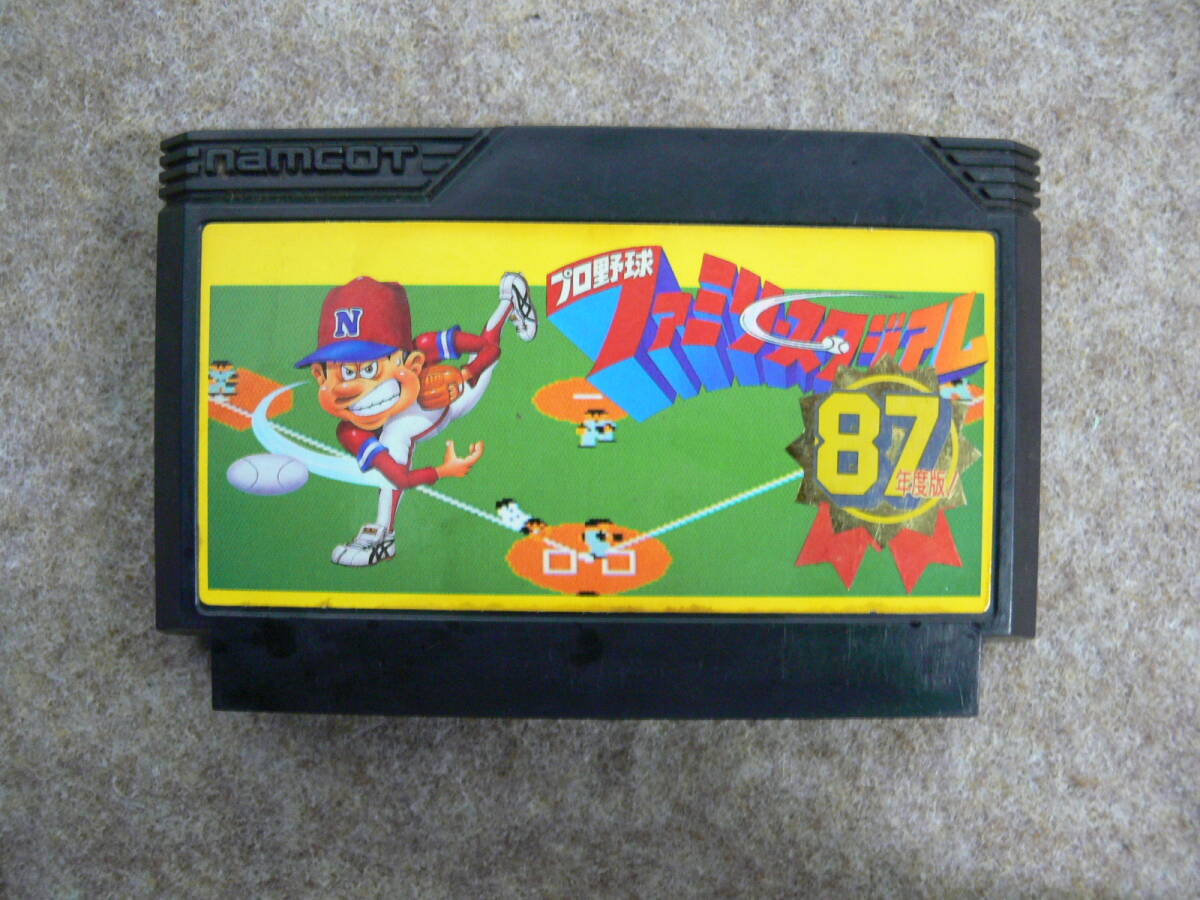 namcot
プロ野球
ファミリースタジアム
N
87
年度版!